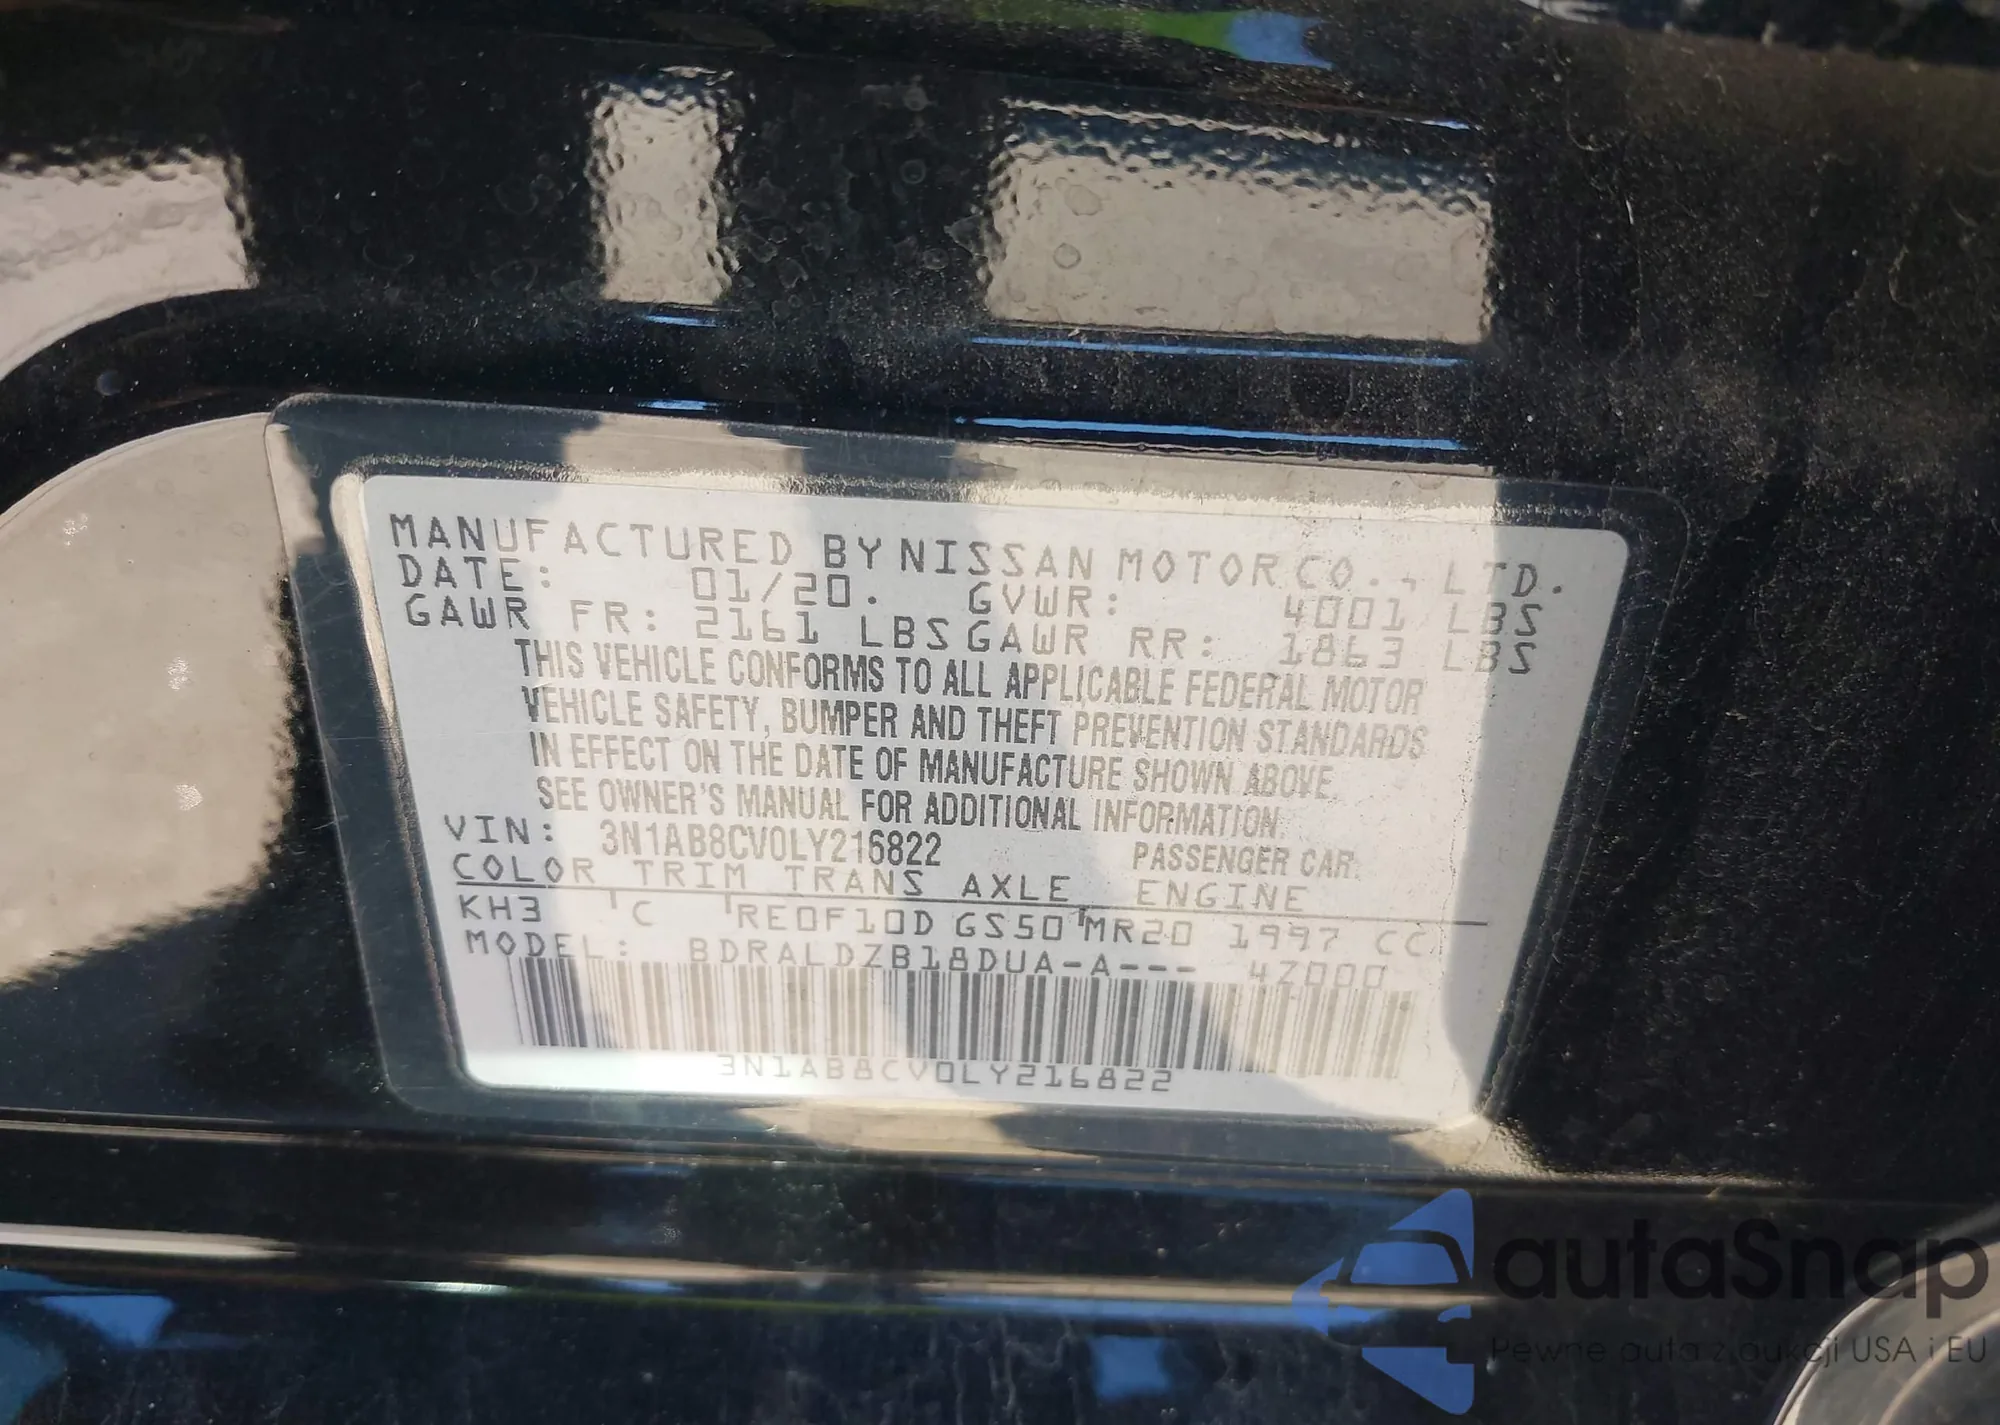 MANUFACTURED BY NISSAN MOTOR CO., LTD.
DATE: 01/20. GVWR: 4001 LBS
GAWR FR: 2161 LBS GAWR RR: 1863 LBS
THIS VEHICLE CONFORMS TO ALL APPLICABLE FEDERAL MOTOR
VEHICLE SAFETY, BUMPER AND THEFT PREVENTION STANDARDS
IN EFFECT ON THE DATE OF MANUFACTURE SHOWN ABOVE.
SEE OWNER'S MANUAL FOR ADDITIONAL INFORMATION.
VIN: 3N1AB8CV0LY216822 PASSENGER CAR.
COLOR TRIM TRANS AXLE ENGINE
KH3 C RE0F10D GS50 MR20 1997 CC
MODEL: BDRALDZB18DUA-A--- 4Z000
3N1AB8CV0LY216822
autaSnap
Pewne auta z aukcji USA i EU